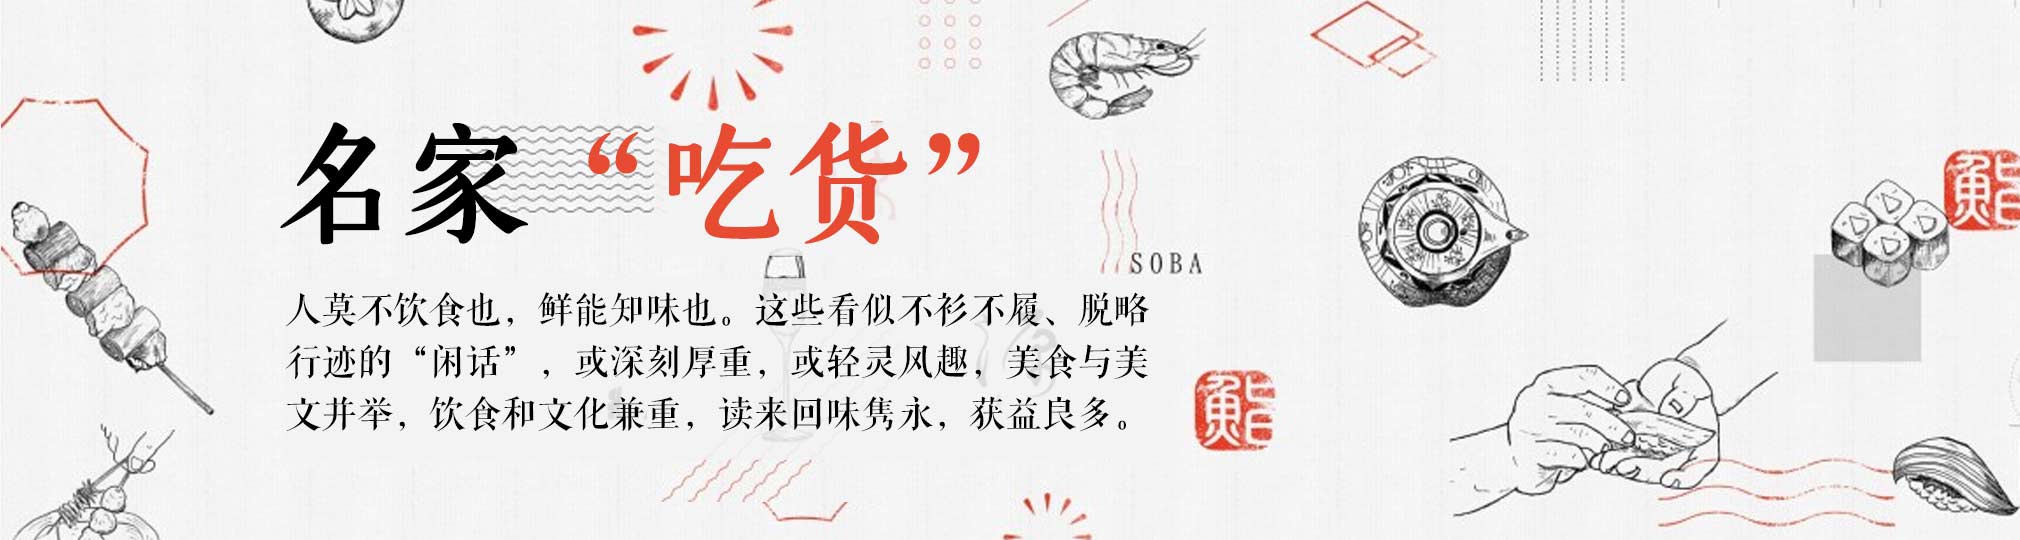 名家“吃货”
人莫不饮食也，鲜能知味也。这些看似不衫不履、脱略
行迹的“闲话”，或深刻厚重，或轻灵风趣，美食与美
文并举，饮食和文化兼重，读来回味隽永，获益良多。
SOBA
鮨
鮨